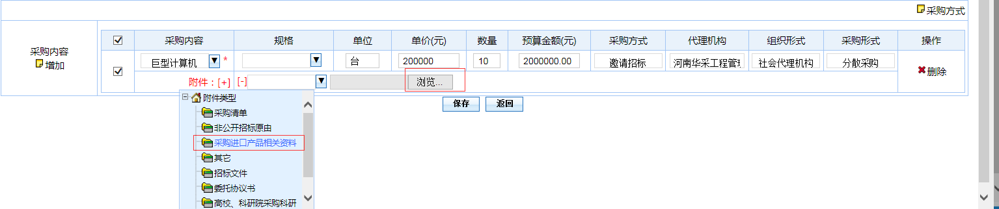 采购方式
采购内容 规格 单位 单价(元) 数量 预算金额(元) 采购方式 代理机构 组织形式 采购形式 操作
采购内容
增加
巨型计算机 * 台 200000 10 2000000.00 邀请招标 河南华采工程管 社会代理机构 分散采购
删除
附件：[+] [-] 浏览...
附件类型
保存 返回
采购清单
非公开招标原由
采购进口产品相关资料
其它
招标文件
委托协议书
高校、科研院采购科研